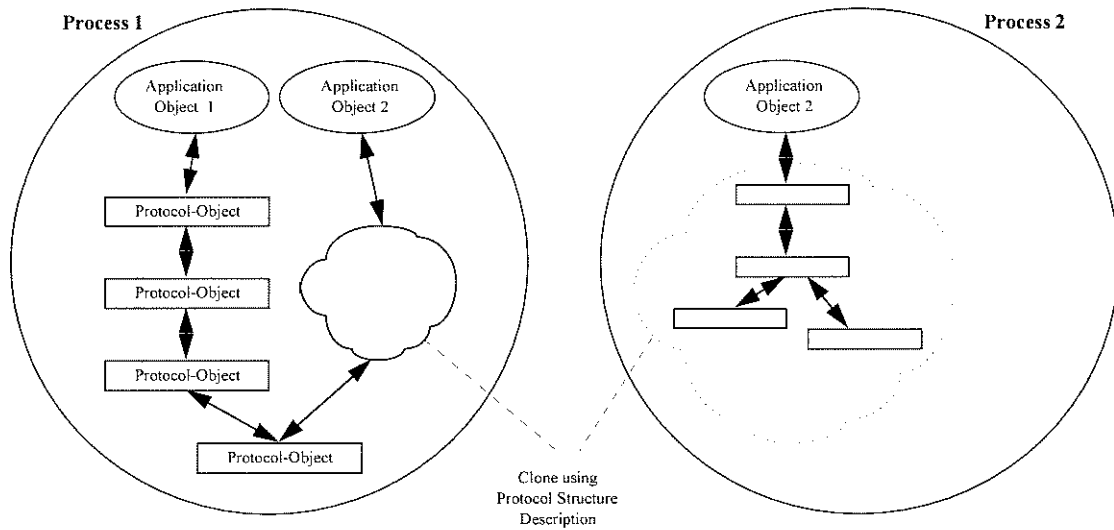 Process 1
Process 2
Application
Object 1
Application
Object 2
Application
Object 2
Protocol-Object
Protocol-Object
Protocol-Object
Protocol-Object
Clone using
Protocol Structure
Description